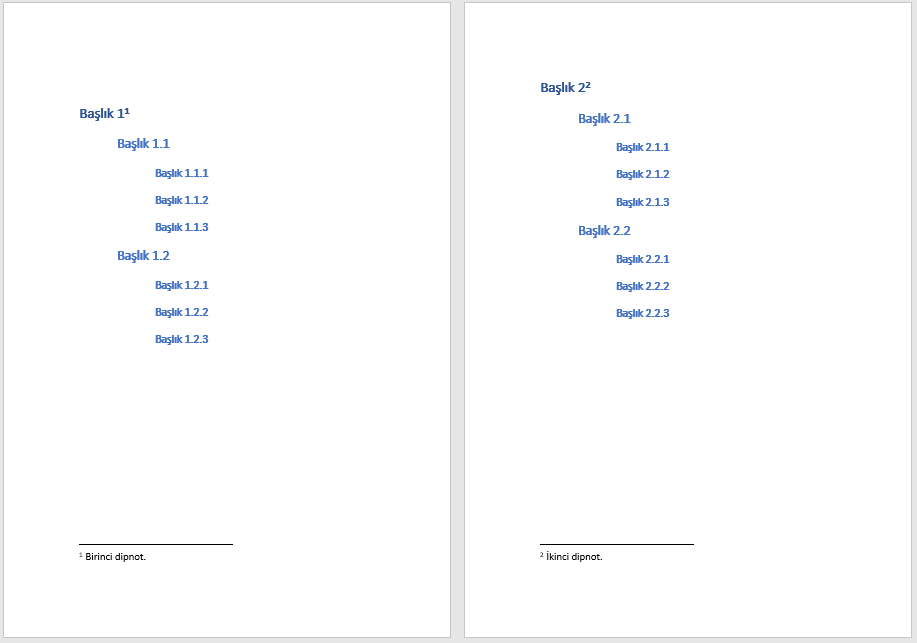 Başlık 1¹
Başlık 1.1
Başlık 1.1.1
Başlık 1.1.2
Başlık 1.1.3
Başlık 1.2
Başlık 1.2.1
Başlık 1.2.2
Başlık 1.2.3
¹ Birinci dipnot.
Başlık 2²
Başlık 2.1
Başlık 2.1.1
Başlık 2.1.2
Başlık 2.1.3
Başlık 2.2
Başlık 2.2.1
Başlık 2.2.2
Başlık 2.2.3
² İkinci dipnot.